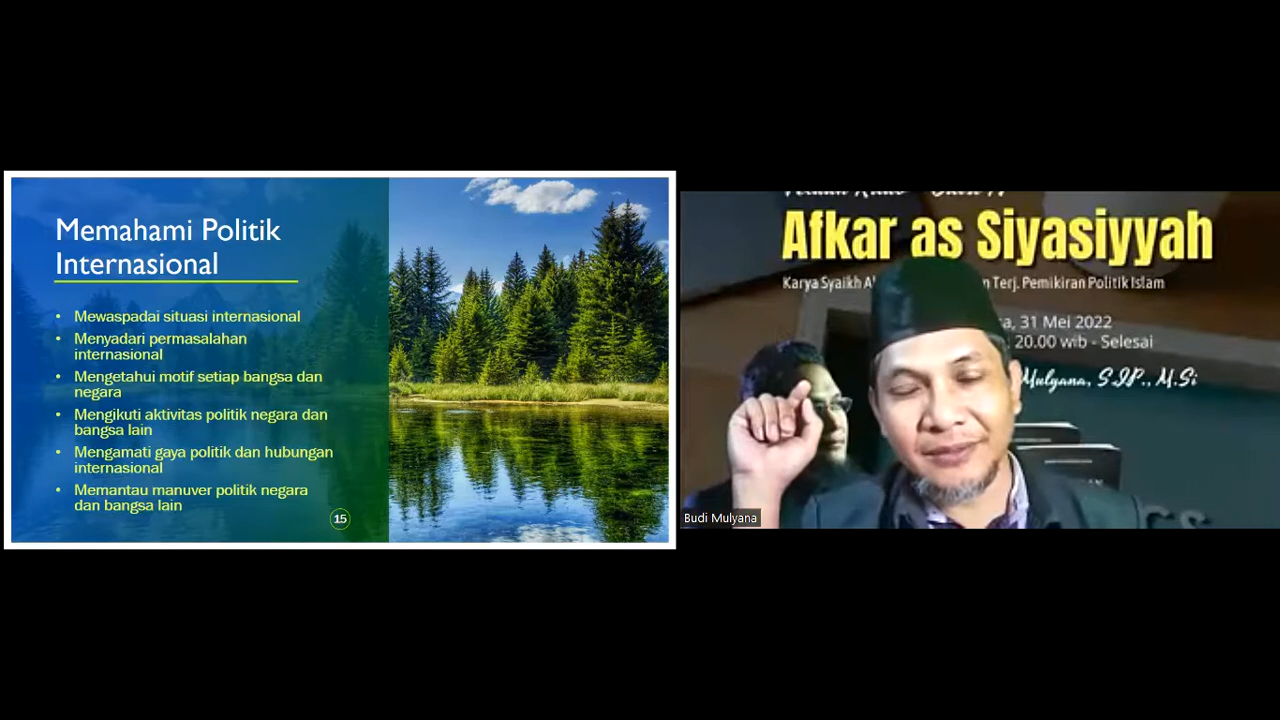 Memahami Politik
Internasional
• Mewaspadai situasi internasional
• Menyadari permasalahan
internasional
• Mengetahui motif setiap bangsa dan
negara
• Mengikuti aktivitas politik negara dan
bangsa lain
• Mengamati gaya politik dan hubungan
internasional
• Memantau manuver politik negara
dan bangsa lain
15
Afkar as Siyasiyyah
Karya Syaikh Terj. Pemikiran Politik Islam
31 Mei 2022
20.00 wib - Selesai
Mulyana, S.IP., M.Si
Budi Mulyana